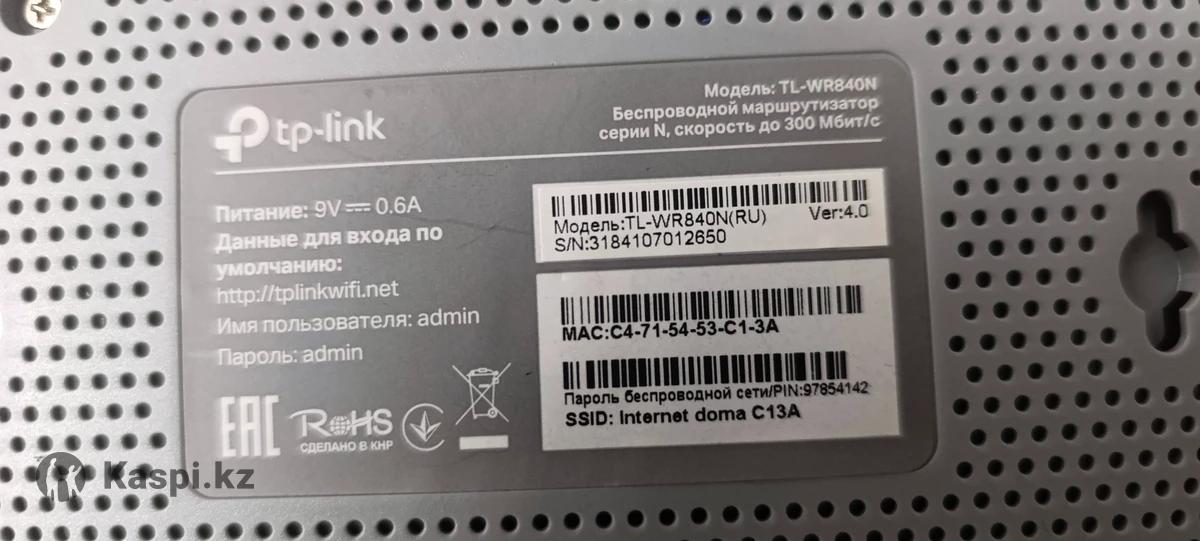 tp-link
Модель: TL-WR840N
Беспроводной маршрутизатор
серии N, скорость до 300 Мбит/с
Питание: 9V⎓0.6A
Данные для входа по
умолчанию:
http://tplinkwifi.net
Имя пользователя: admin
Пароль: admin
EAC
RoHS
СДЕЛАНО В КНР
Модель:TL-WR840N(RU) Ver:4.0
S/N:3184107012650
MAC:C4-71-54-53-C1-3A
Пароль беспроводной сети/PIN:97854142
SSID: Internet doma C13A
Kaspi.kz